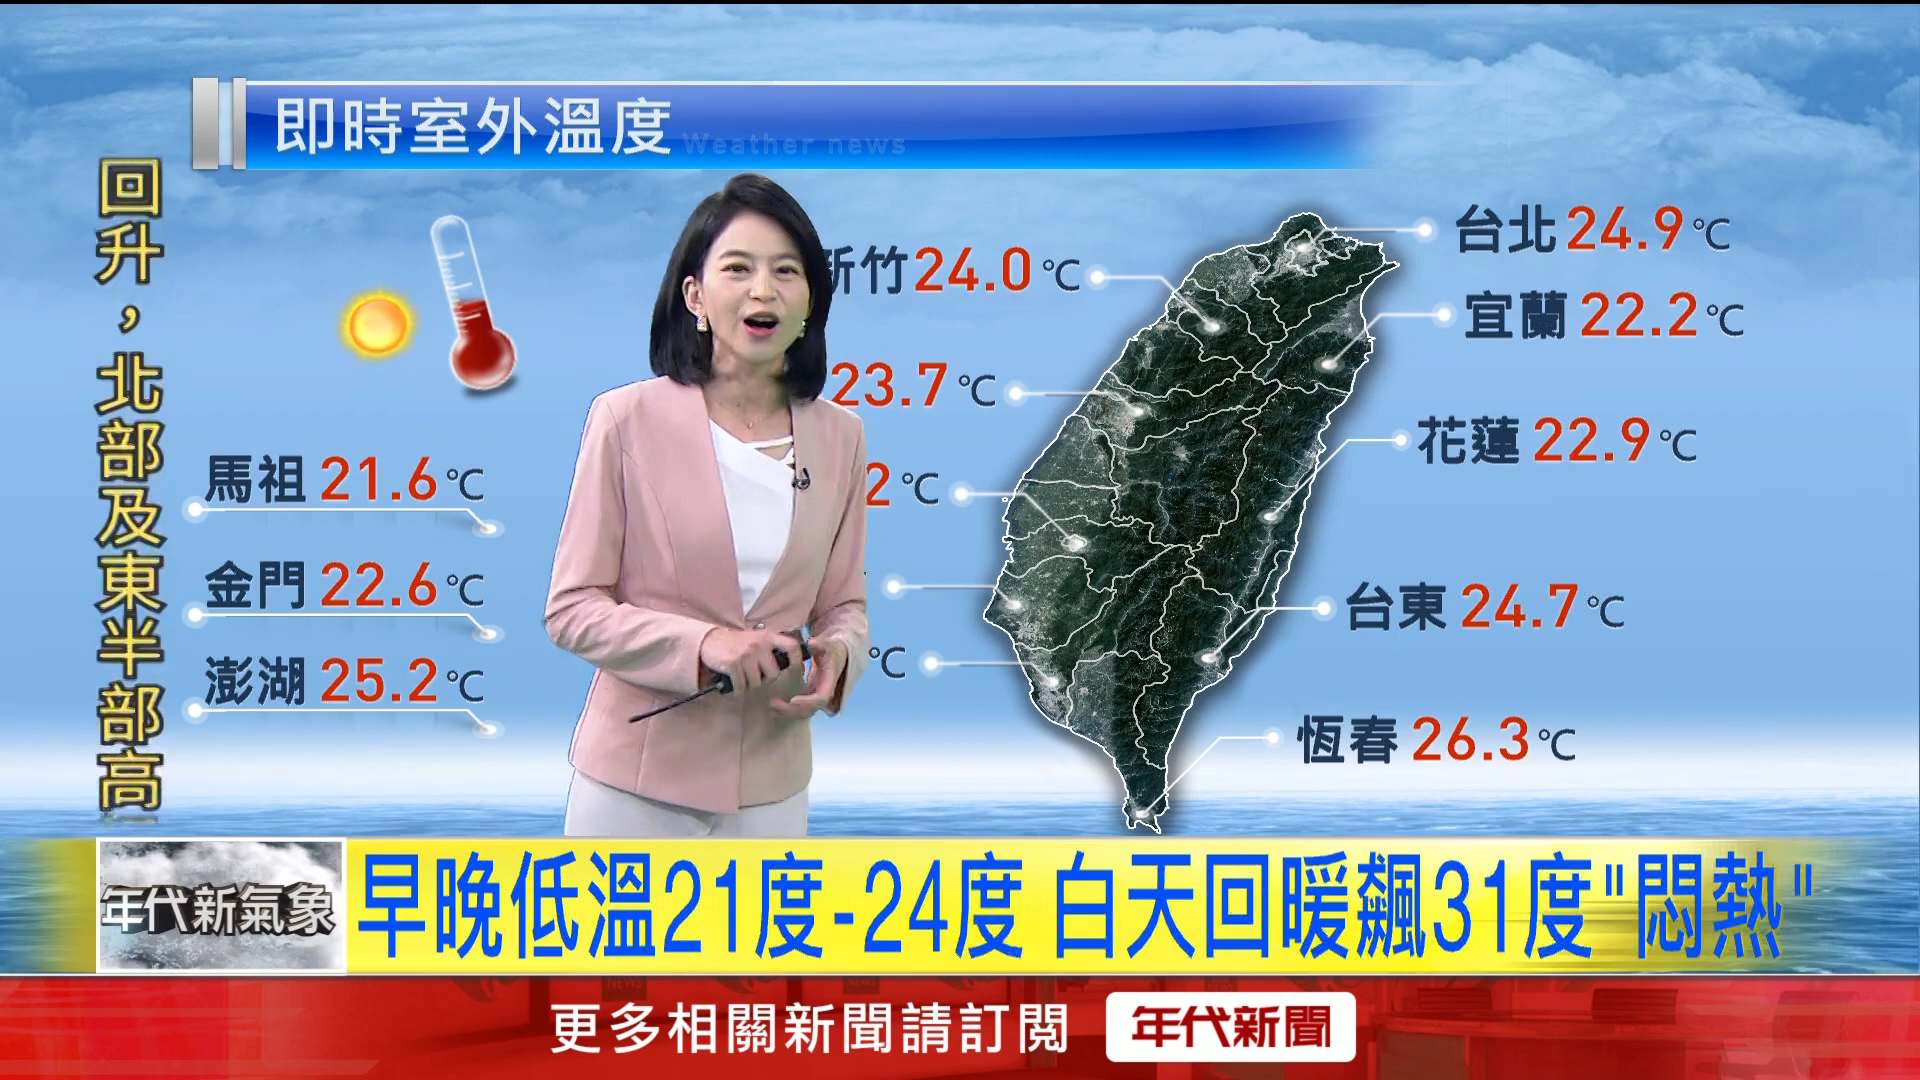 即時室外溫度
Weather news
回升，北部及東半部高
新竹24.0℃
23.7℃
2℃
℃
台北24.9℃
宜蘭22.2℃
花蓮22.9℃
台東24.7℃
恆春26.3℃
馬祖21.6℃
金門22.6℃
澎湖25.2℃
年代新氣象
早晚低溫21度-24度 白天回暖飆31度"悶熱"
更多相關新聞請訂閱
年代新聞